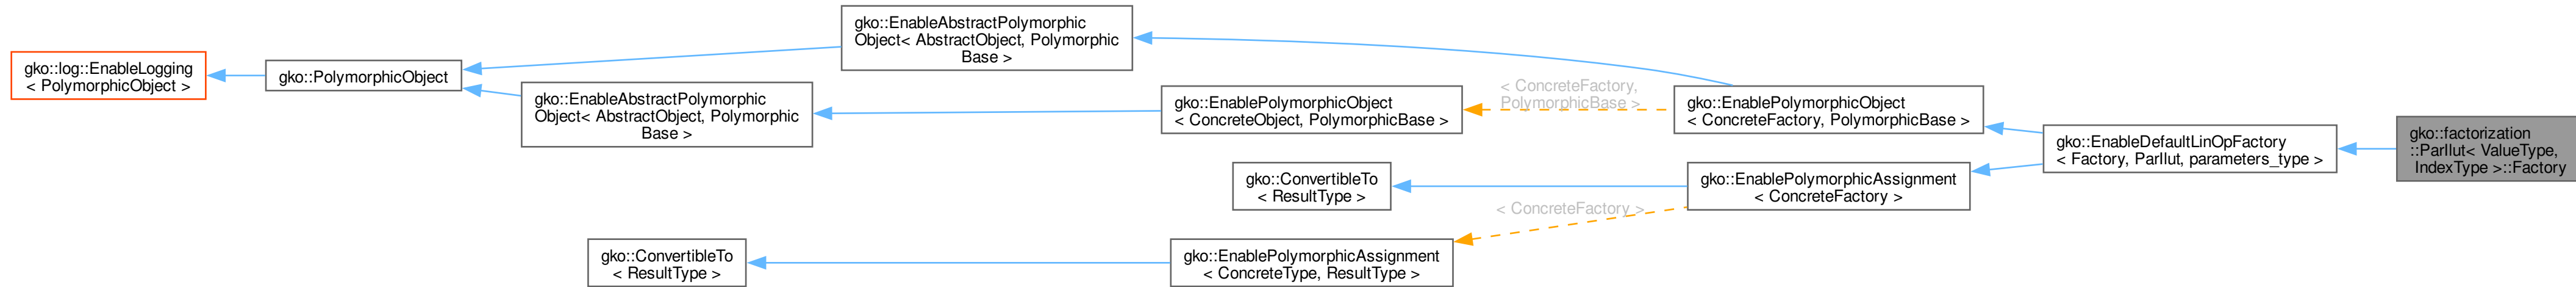 gko::log::EnableLogging
< PolymorphicObject >
gko::PolymorphicObject
gko::EnableAbstractPolymorphic
Object< AbstractObject, Polymorphic
Base >
gko::EnableAbstractPolymorphic
Object< AbstractObject, Polymorphic
Base >
gko::EnablePolymorphicObject
< ConcreteObject, PolymorphicBase >
< ConcreteFactory,
PolymorphicBase >
gko::EnablePolymorphicObject
< ConcreteFactory, PolymorphicBase >
gko::ConvertibleTo
< ResultType >
gko::EnablePolymorphicAssignment
< ConcreteFactory >
< ConcreteFactory >
gko::ConvertibleTo
< ResultType >
gko::EnablePolymorphicAssignment
< ConcreteType, ResultType >
gko::EnableDefaultLinOpFactory
< Factory, ParIlut, parameters_type >
gko::factorization
::ParIlut< ValueType,
IndexType >::Factory